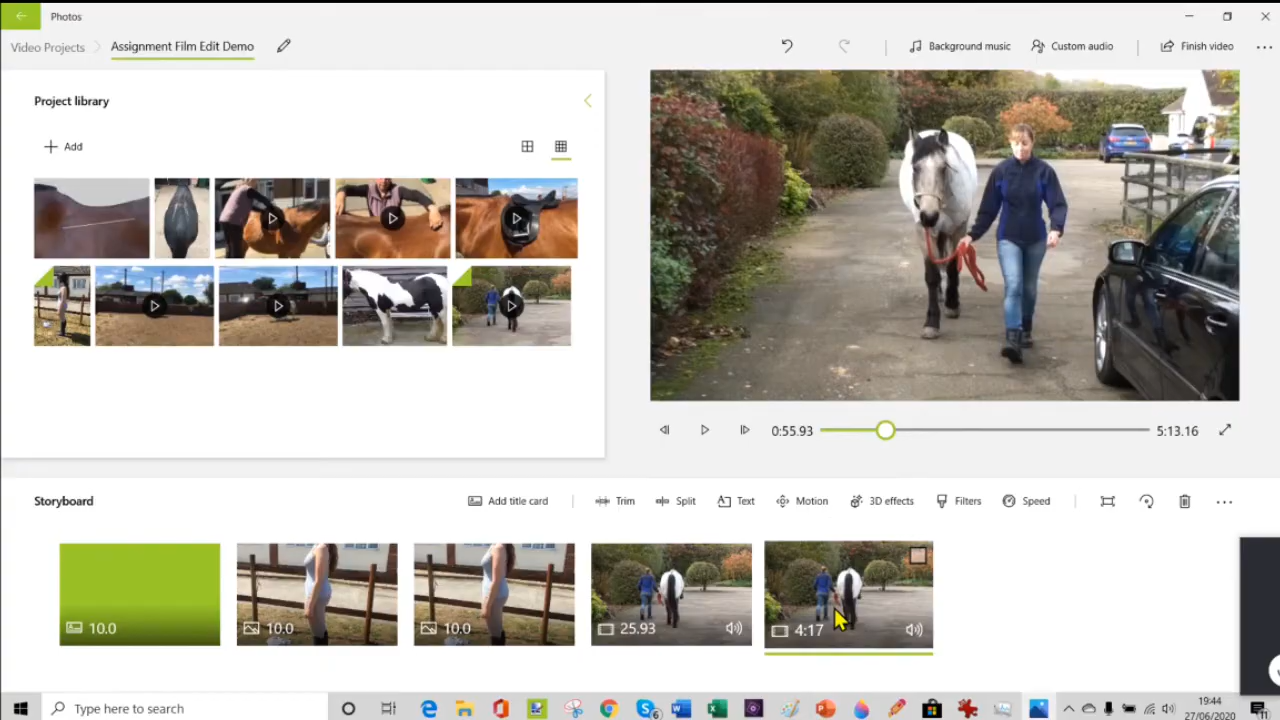 Photos
Video Projects
Assignment Film Edit Demo
Background music
Custom audio
Finish video
Project library
Add
0:55.93
5:13.16
Storyboard
Add title card
Trim
Split
Text
Motion
3D effects
Filters
Speed
10.0
10.0
10.0
25.93
4:17
Type here to search
6
19:44
27/06/2020
11